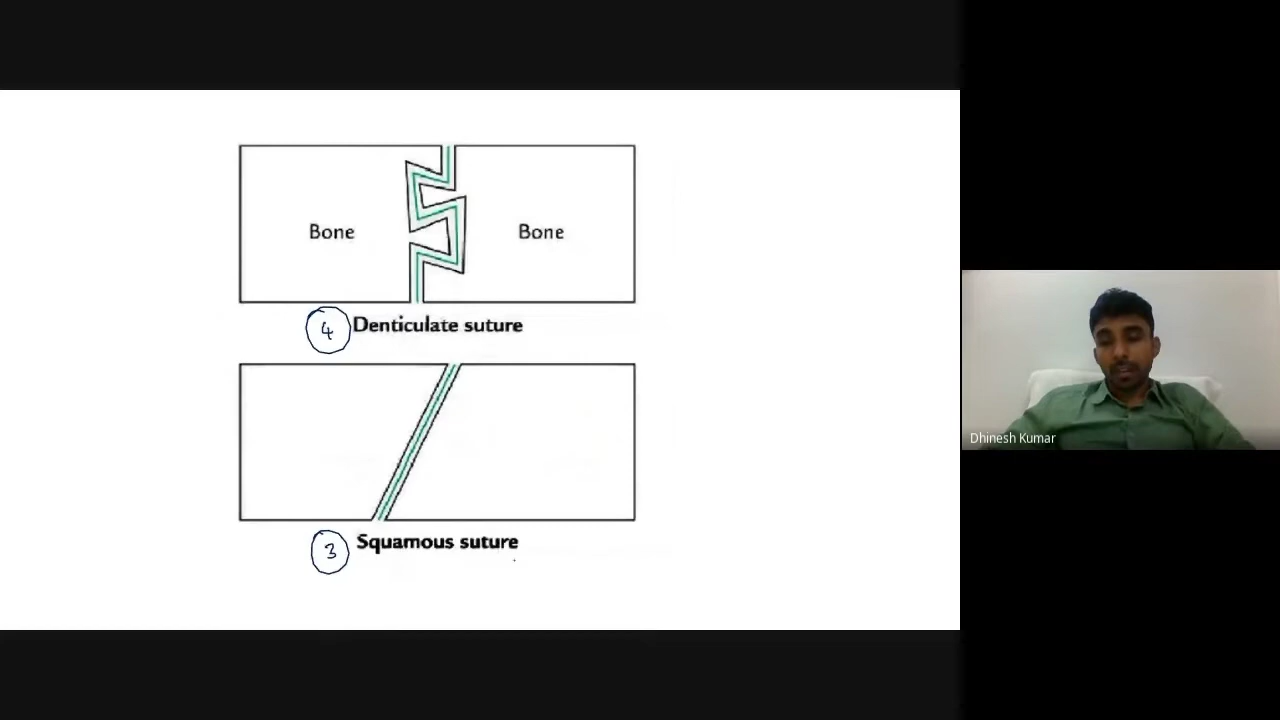 Bone Bone
4 Denticulate suture
3 Squamous suture
Dhinesh Kumar